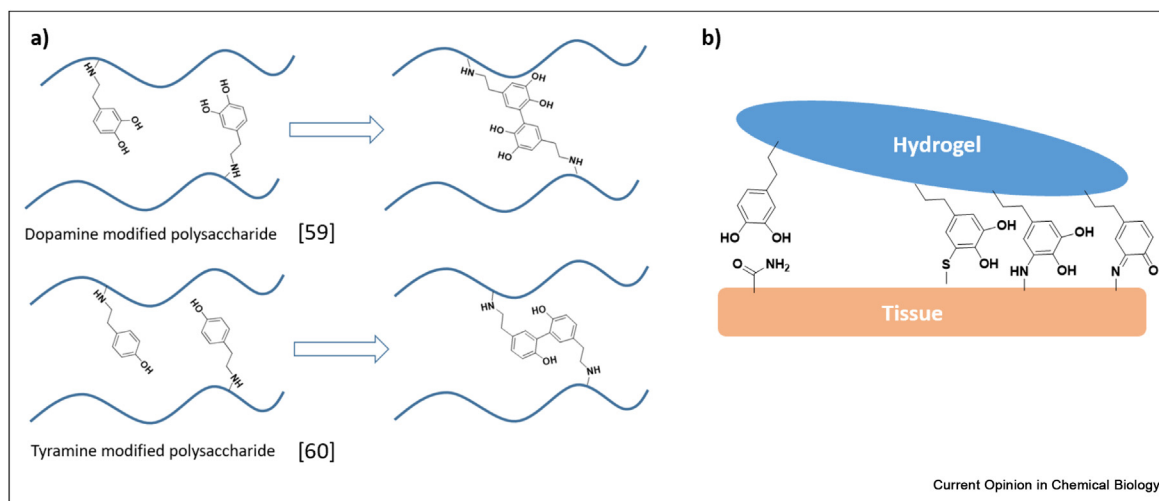 a)
HN
OH
OH
OH
HO
NH
HN
OH
OH
HO
HO
NH
Dopamine modified polysaccharide [59]
HN
OH
HO
NH
HN
HO
OH
NH
Tyramine modified polysaccharide [60]
b)
Hydrogel
HO
OH
O
NH₂
OH
S
OH
OH
HN
OH
O
N
Tissue
Current Opinion in Chemical Biology